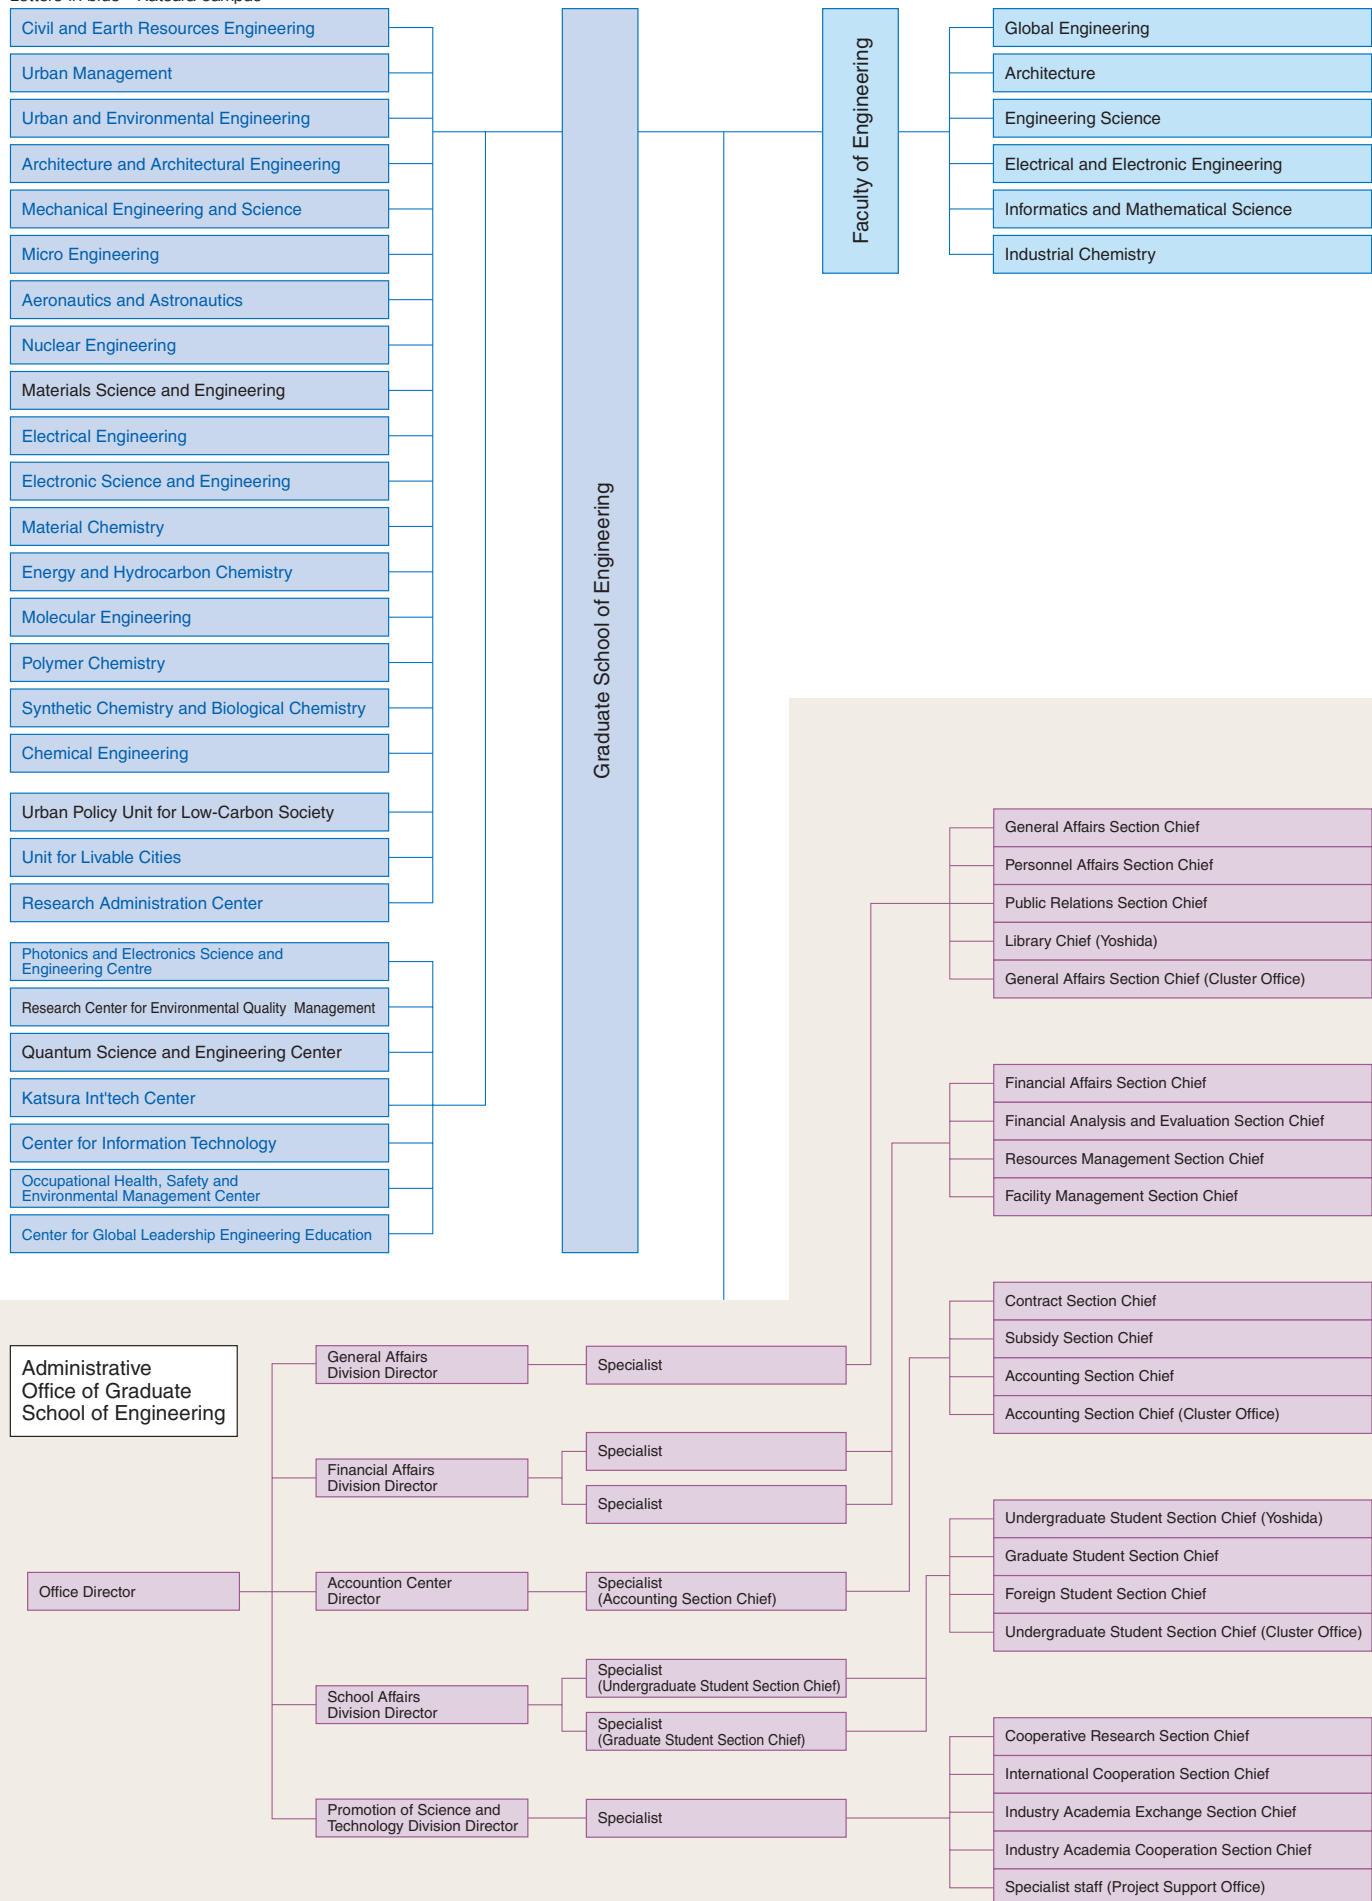 Civil and Earth Resources Engineering
Urban Management
Urban and Environmental Engineering
Architecture and Architectural Engineering
Mechanical Engineering and Science
Micro Engineering
Aeronautics and Astronautics
Nuclear Engineering
Materials Science and Engineering
Electrical Engineering
Electronic Science and Engineering
Material Chemistry
Energy and Hydrocarbon Chemistry
Molecular Engineering
Polymer Chemistry
Synthetic Chemistry and Biological Chemistry
Chemical Engineering
Urban Policy Unit for Low-Carbon Society
Unit for Livable Cities
Research Administration Center
Photonics and Electronics Science and
Engineering Centre
Research Center for Environmental Quality Management
Quantum Science and Engineering Center
Katsura Int'tech Center
Center for Information Technology
Occupational Health, Safety and
Environmental Management Center
Center for Global Leadership Engineering Education
Graduate School of Engineering
Faculty of Engineering
Global Engineering
Architecture
Engineering Science
Electrical and Electronic Engineering
Informatics and Mathematical Science
Industrial Chemistry
Administrative
Office of Graduate
School of Engineering
Office Director
General Affairs
Division Director
Financial Affairs
Division Director
Accountion Center
Director
School Affairs
Division Director
Promotion of Science and
Technology Division Director
Specialist
Specialist
Specialist
Specialist
(Accounting Section Chief)
Specialist
(Undergraduate Student Section Chief)
Specialist
(Graduate Student Section Chief)
Specialist
General Affairs Section Chief
Personnel Affairs Section Chief
Public Relations Section Chief
Library Chief (Yoshida)
General Affairs Section Chief (Cluster Office)
Financial Affairs Section Chief
Financial Analysis and Evaluation Section Chief
Resources Management Section Chief
Facility Management Section Chief
Contract Section Chief
Subsidy Section Chief
Accounting Section Chief
Accounting Section Chief (Cluster Office)
Undergraduate Student Section Chief (Yoshida)
Graduate Student Section Chief
Foreign Student Section Chief
Undergraduate Student Section Chief (Cluster Office)
Cooperative Research Section Chief
International Cooperation Section Chief
Industry Academia Exchange Section Chief
Industry Academia Cooperation Section Chief
Specialist staff (Project Support Office)